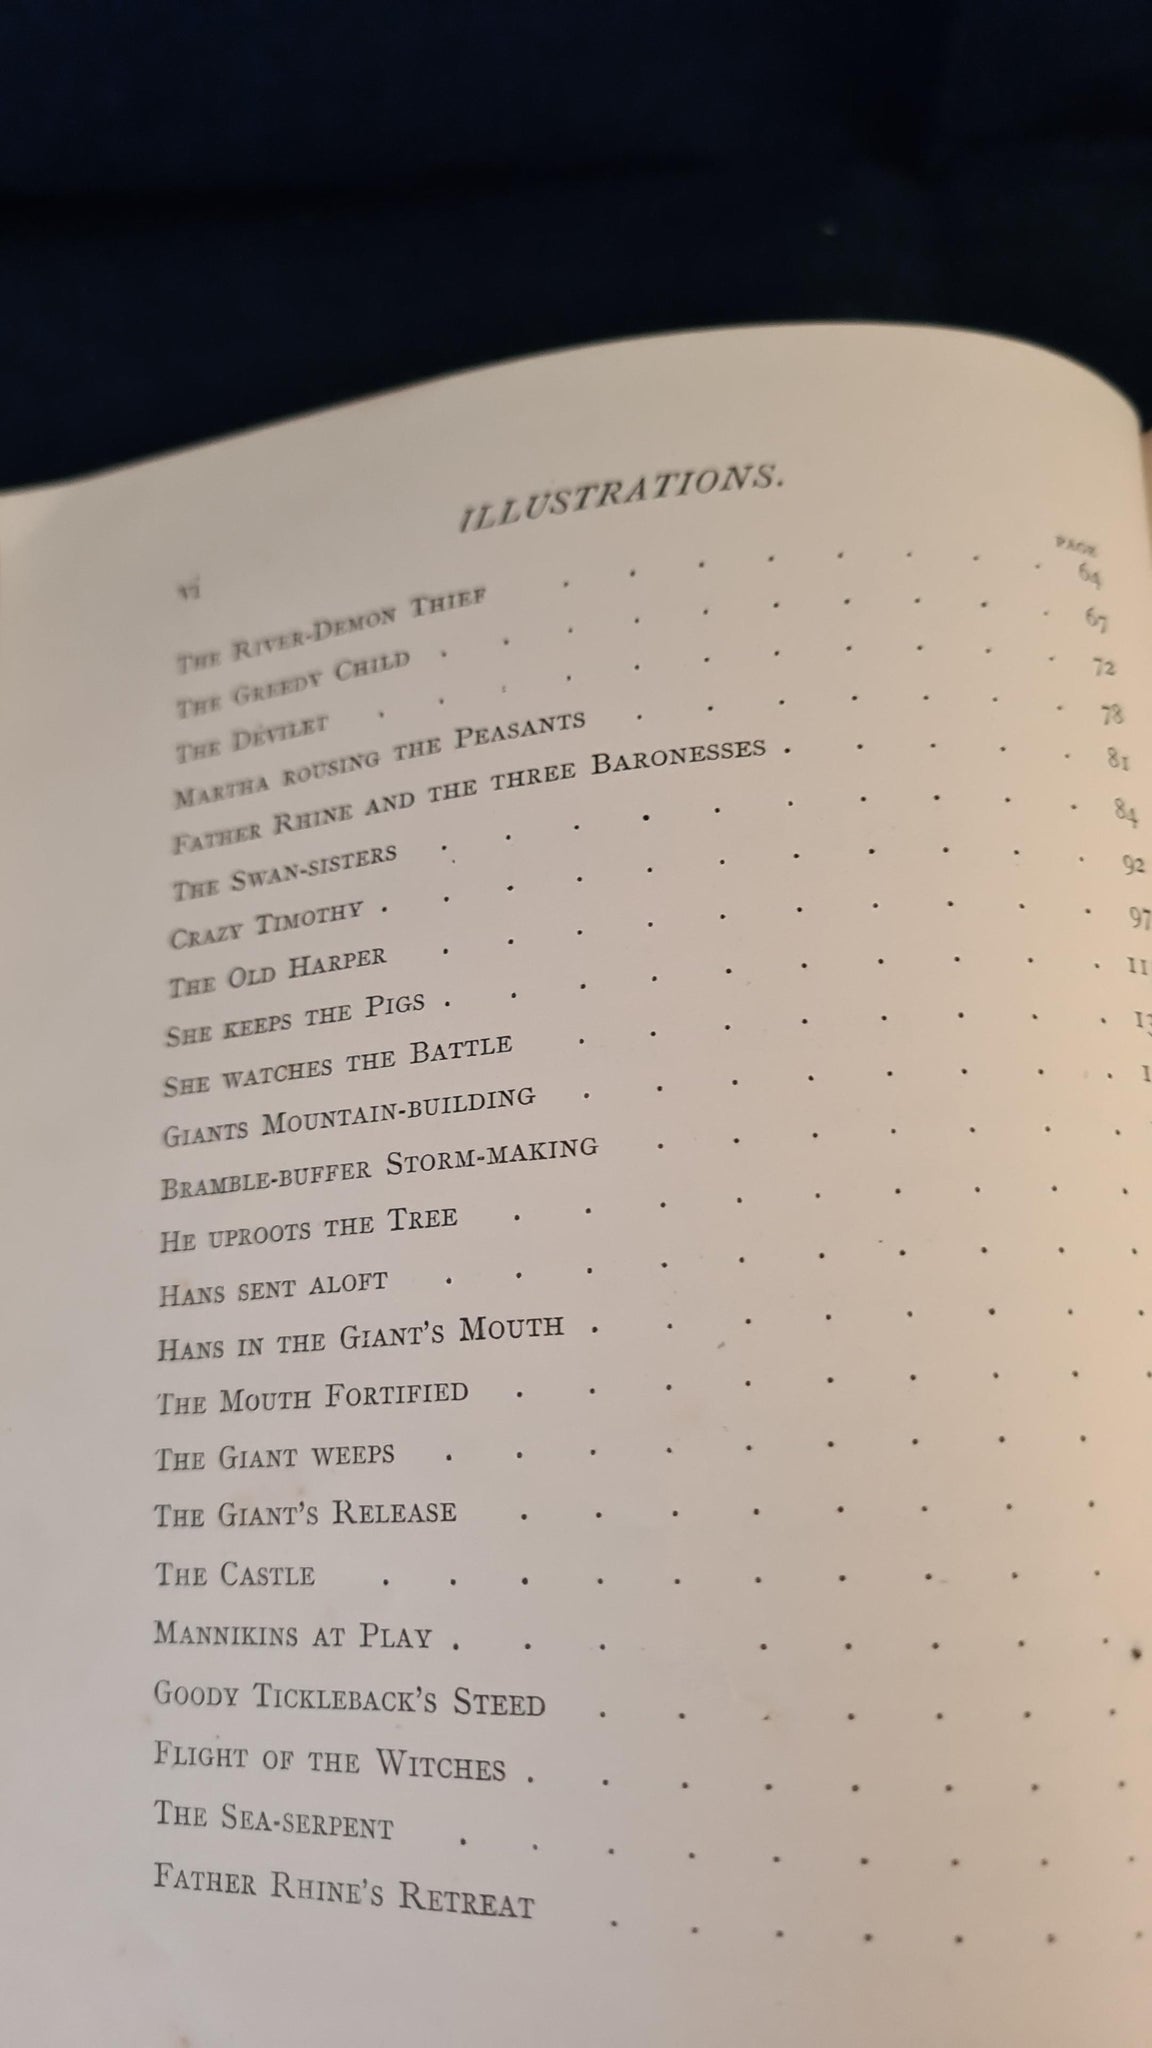 ILLUSTRATIONS.
vi
PAGE
THE RIVER-DEMON THIEF . . . . . . . . 64
THE GREEDY CHILD . . . . . . . . . . 67
THE DEVILET . . . . . . . . . . . 72
MARTHA ROUSING THE PEASANTS . . . . . . . 78
FATHER RHINE AND THE THREE BARONESSES . . . . . 81
THE SWAN-SISTERS . . . . . . . . . . 84
CRAZY TIMOTHY . . . . . . . . . . . 92
THE OLD HARPER . . . . . . . . . . 97
SHE KEEPS THE PIGS . . . . . . . . . .
SHE WATCHES THE BATTLE . . . . . . . .
GIANTS MOUNTAIN-BUILDING . . . . . . . .
BRAMBLE-BUFFER STORM-MAKING . . . . . . .
HE UPROOTS THE TREE . . . . . . . . .
HANS SENT ALOFT . . . . . . . . . .
HANS IN THE GIANT'S MOUTH . . . . . . . .
THE MOUTH FORTIFIED . . . . . . . . .
THE GIANT WEEPS . . . . . . . . .
THE GIANT'S RELEASE . . . . . . . .
THE CASTLE . . . . . . . . . .
MANNIKINS AT PLAY . . . . . . . .
GOODY TICKLEBACK'S STEED . . . . . . .
FLIGHT OF THE WITCHES . . . . . . . .
THE SEA-SERPENT . . . . . . . . .
FATHER RHINE'S RETREAT . . . . . . .